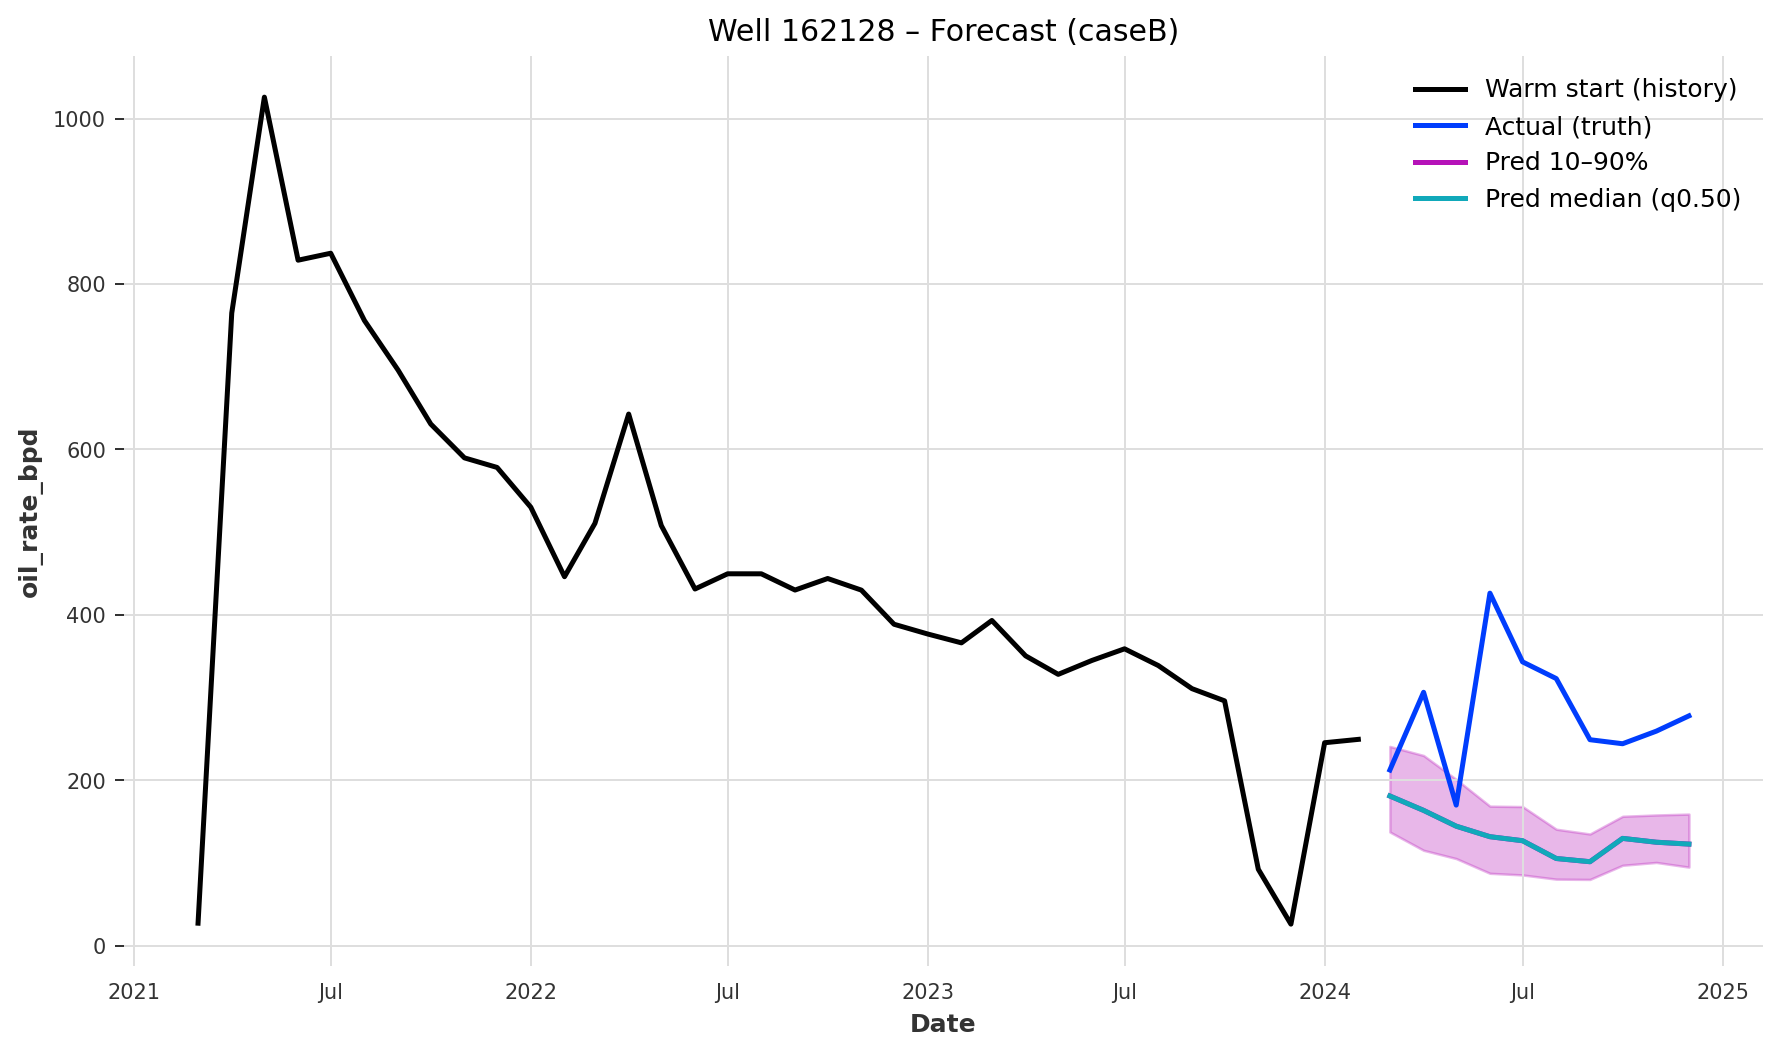 Well 162128 – Forecast (caseB)
Warm start (history)
Actual (truth)
Pred 10–90%
Pred median (q0.50)
oil_rate_bpd
1000
800
600
400
200
0
2021
Jul
2022
Jul
2023
Jul
2024
Jul
2025
Date